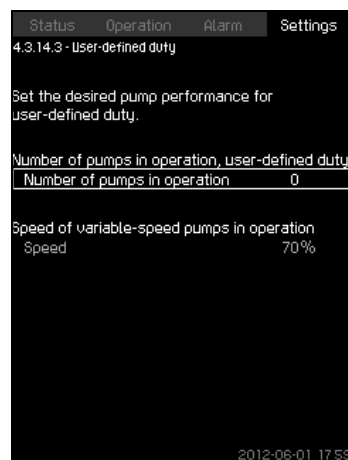 Status Operation Alarm Settings
4.3.14.3 - User-defined duty
Set the desired pump performance for
user-defined duty.
Number of pumps in operation, user-defined duty
Number of pumps in operation 0
Speed of variable-speed pumps in operation
Speed 70%
2012-06-01 17:59